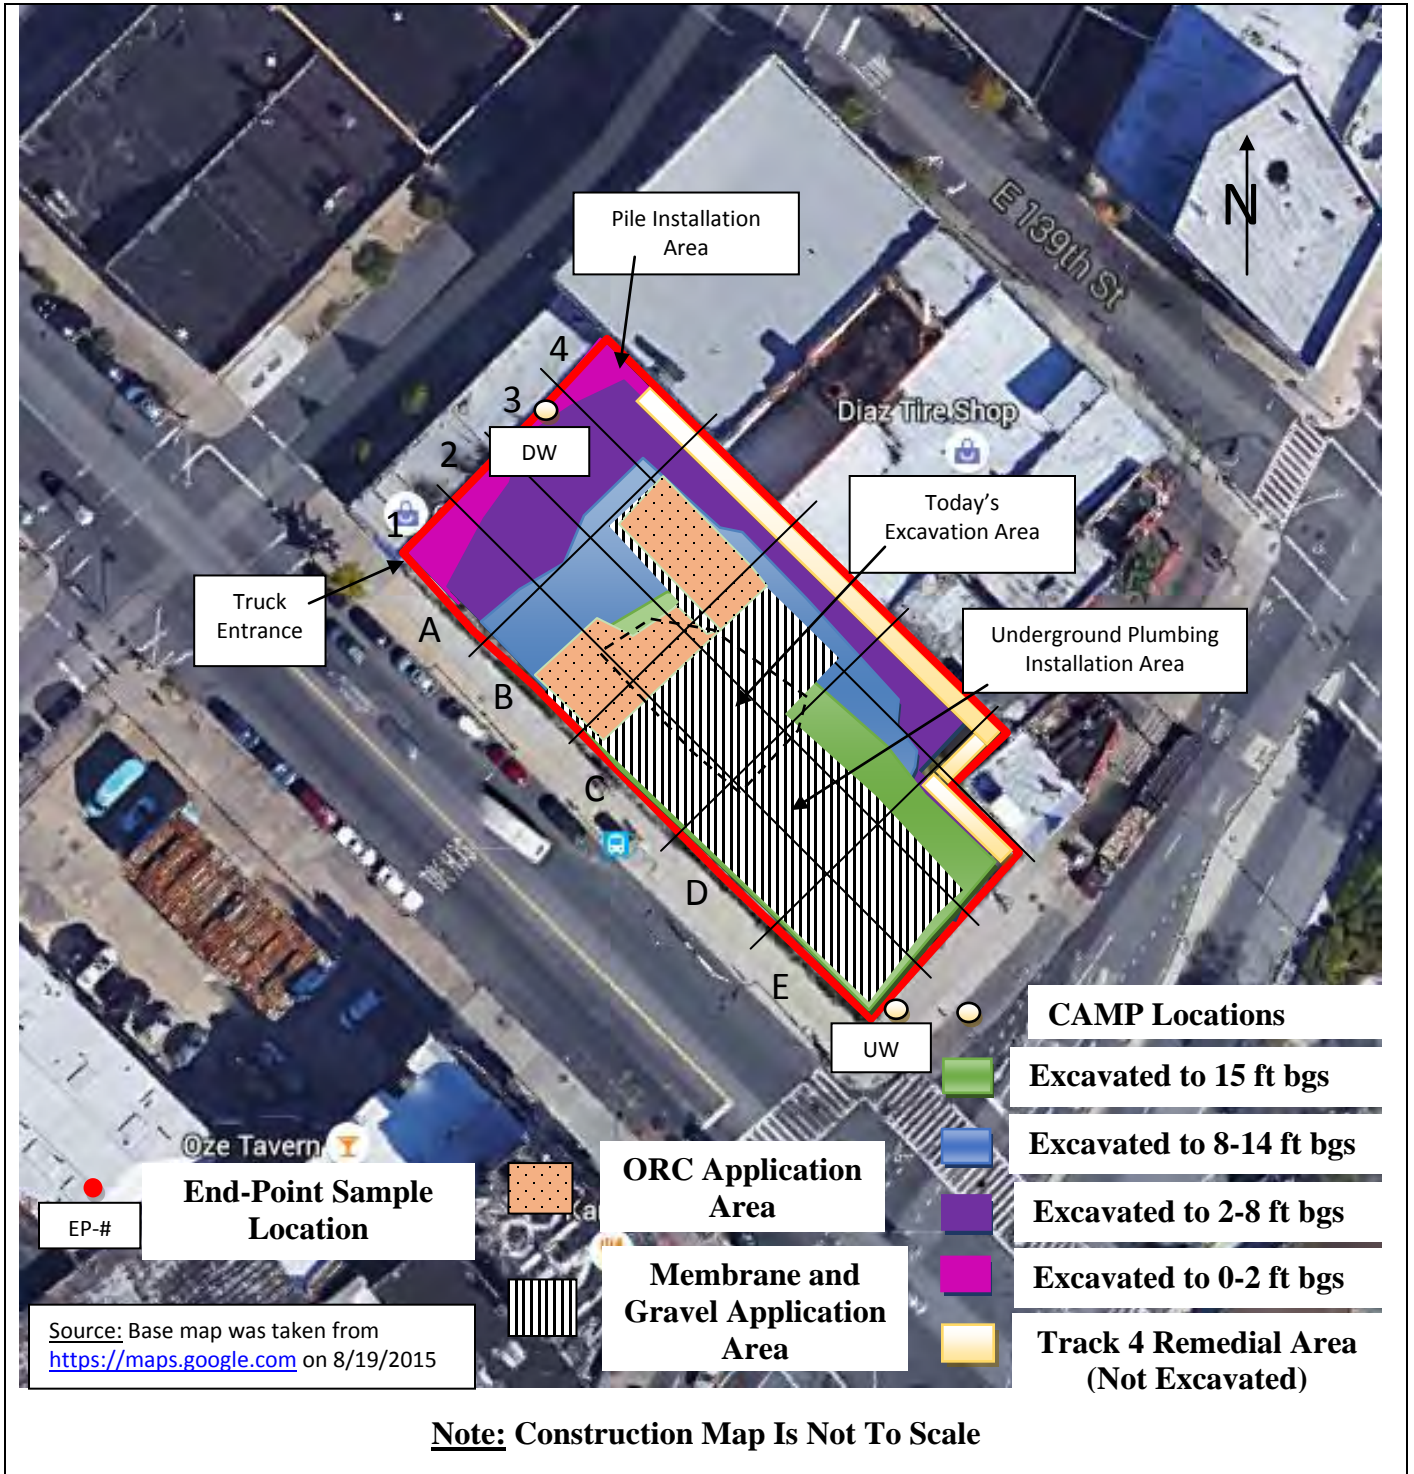 E 139th St
N
Pile Installation
Area
4
3
DW
2
1
Diaz Tire Shop
Today's
Excavation Area
Truck
Entrance
Underground Plumbing
Installation Area
A
B
C
D
E
UW
CAMP Locations
Excavated to 15 ft bgs
Excavated to 8-14 ft bgs
Excavated to 2-8 ft bgs
Excavated to 0-2 ft bgs
Track 4 Remedial Area
(Not Excavated)
Oze Tavern
EP-#
End-Point Sample
Location
ORC Application
Area
Ka
Membrane and
Gravel Application
Area
Source: Base map was taken from
https://maps.google.com on 8/19/2015
Note: Construction Map Is Not To Scale